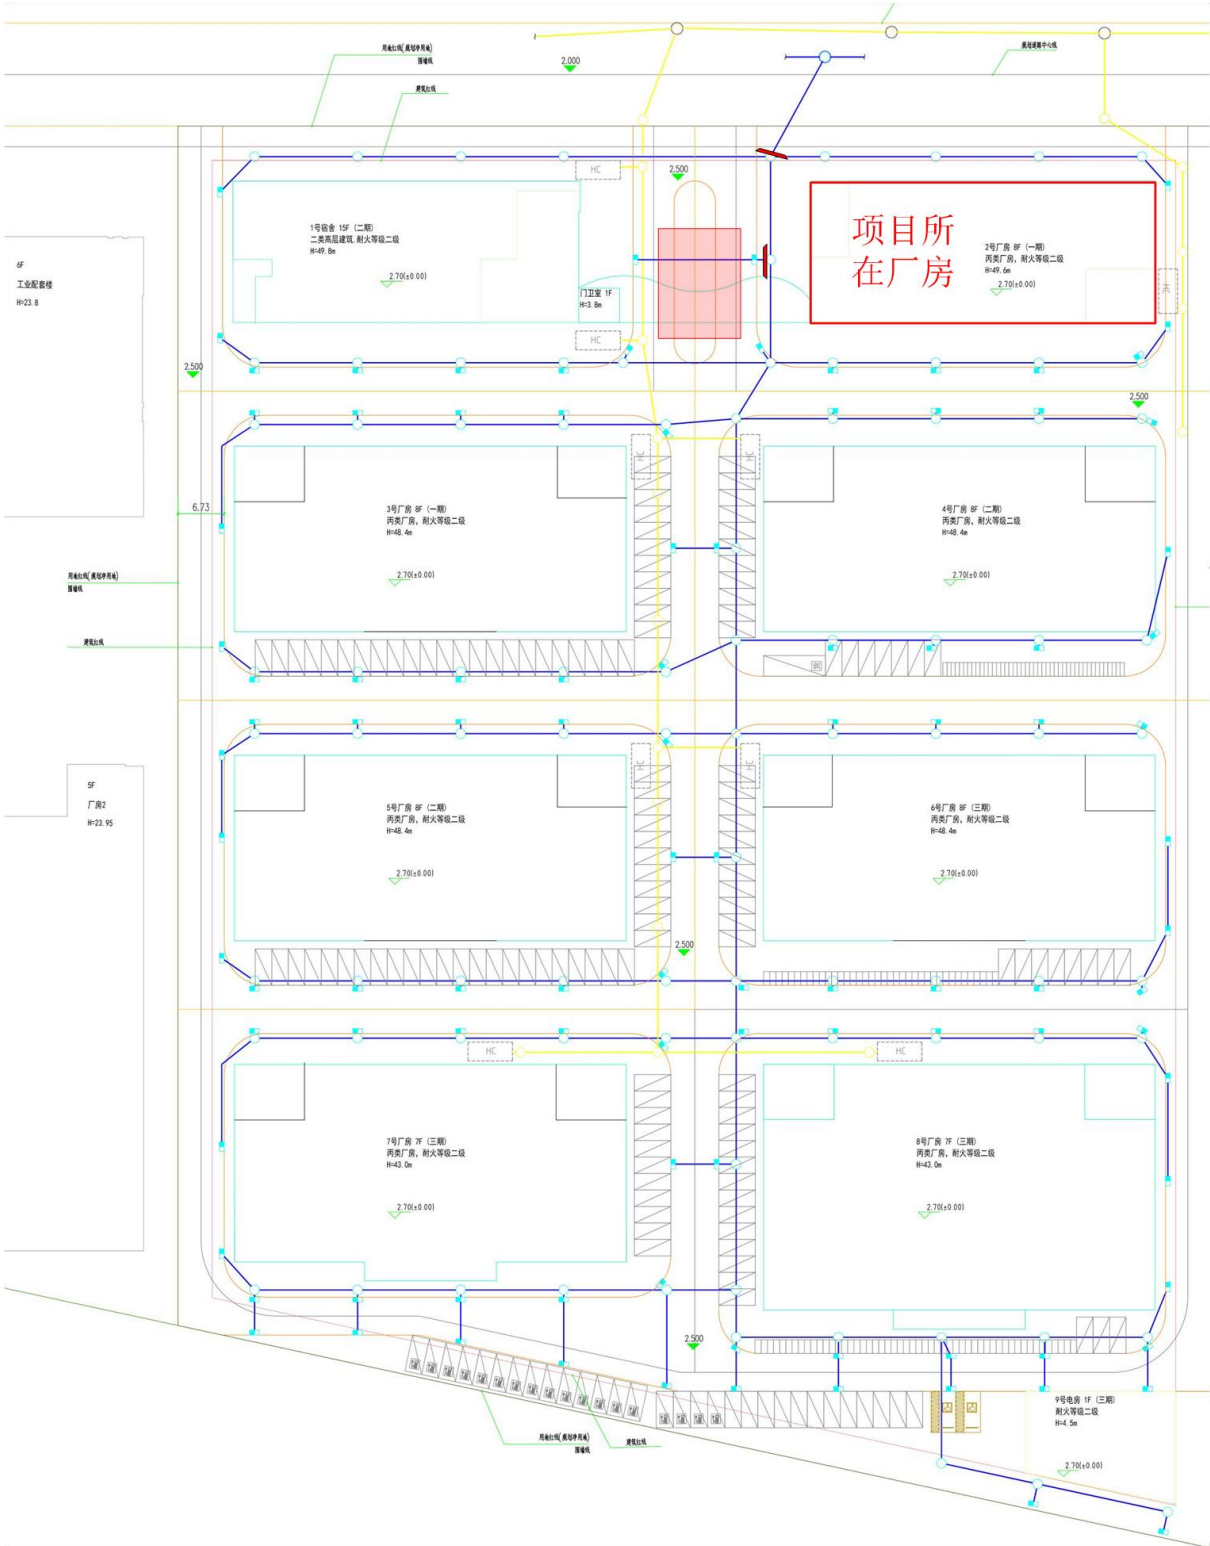 用地红线(规划净用地)
围墙线
2.000
规划道路中心线
建筑红线
HC
2.500
1号宿舍 15F (二期)
二类高层建筑,耐火等级二级
H=49.8m
2.70(±0.00)
项目所
在厂房
2号厂房 8F (一期)
丙类厂房, 耐火等级二级
H=49.6m
2.70(±0.00)
6F
工业配套楼
H=23.8
门卫室 1F
H=3.8m
HC
HC
2.500
2.500
HC
HC
6.73
3号厂房 8F (一期)
丙类厂房, 耐火等级二级
H=48.4m
2.70(±0.00)
4号厂房 8F (二期)
丙类厂房, 耐火等级二级
H=48.4m
2.70(±0.00)
用地红线(规划净用地)
围墙线
建筑红线
HC
HC
5F
厂房2
H=23.95
5号厂房 8F (二期)
丙类厂房, 耐火等级二级
H=48.4m
2.70(±0.00)
6号厂房 8F (三期)
丙类厂房, 耐火等级二级
H=48.4m
2.70(±0.00)
2.500
HC
HC
7号厂房 7F (三期)
丙类厂房, 耐火等级二级
H=43.0m
2.70(±0.00)
8号厂房 7F (三期)
丙类厂房, 耐火等级二级
H=43.0m
2.70(±0.00)
2.500
9号电房 1F (三期)
耐火等级二级
H=4.5m
2.70(±0.00)
用地红线(规划净用地)
围墙线
建筑红线